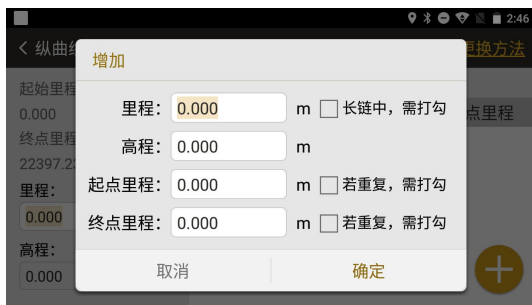 2:46
纵曲
更换方法
增加
起始里程
里程： 0.000 m 长链中，需打勾
0.000
点里程
高程： 0.000 m
终点里程
22397.2
起点里程： 0.000 m 若重复，需打勾
里程：
0.000
终点里程： 0.000 m 若重复，需打勾
高程：
0.000
取消 确定